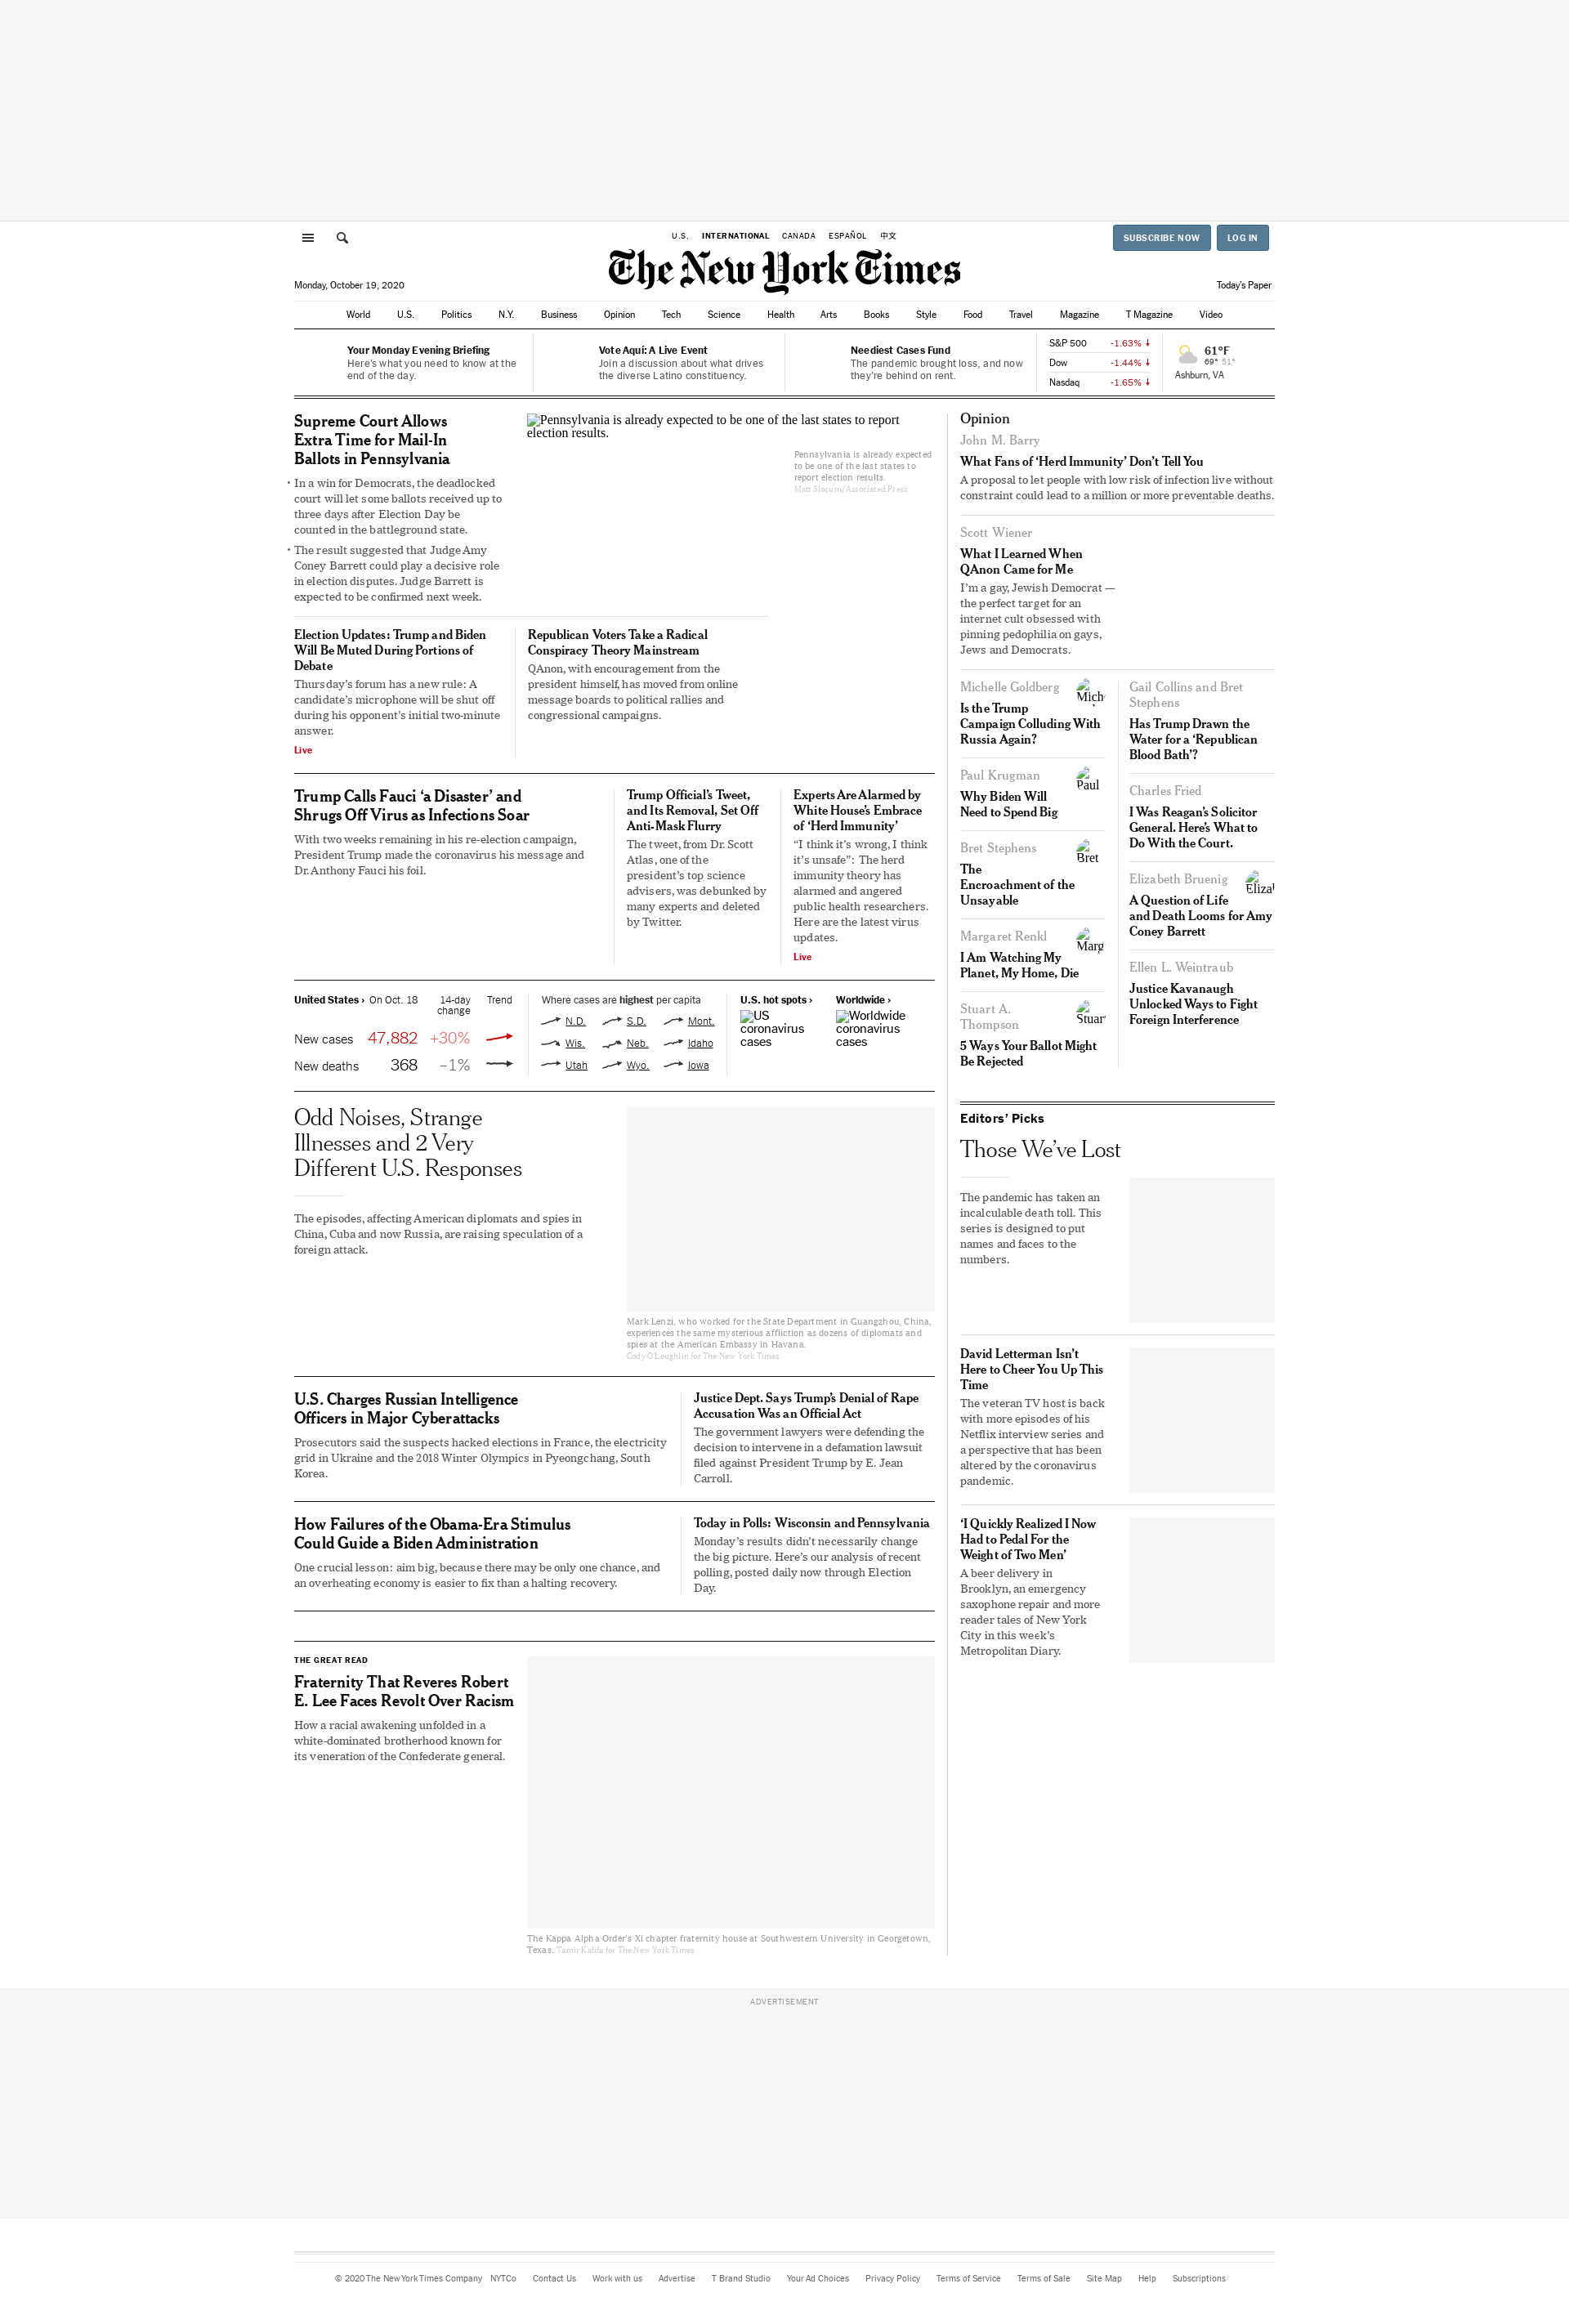 U.S. INTERNATIONAL CANADA ESPAÑOL 中文
SUBSCRIBE NOW LOG IN
The New York Times
Monday, October 19, 2020
Today's Paper
World U.S. Politics N.Y. Business Opinion Tech Science Health Arts Books Style Food Travel Magazine T Magazine Video
Your Monday Evening Briefing
Here's what you need to know at the
end of the day.
Vote Aquí: A Live Event
Join a discussion about what drives
the diverse Latino constituency.
Neediest Cases Fund
The pandemic brought loss, and now
they're behind on rent.
S&P 500 -1.63%
Dow -1.44%
Nasdaq -1.65%
61°F
69° 51°
Ashburn, VA
Supreme Court Allows
Extra Time for Mail-In
Ballots in Pennsylvania
• In a win for Democrats, the deadlocked
court will let some ballots received up to
three days after Election Day be
counted in the battleground state.
• The result suggested that Judge Amy
Coney Barrett could play a decisive role
in election disputes. Judge Barrett is
expected to be confirmed next week.
Pennsylvania is already expected to be one of the last states to report
election results.
Pennsylvania is already expected
to be one of the last states to
report election results.
Matt Slocum/Associated Press
Election Updates: Trump and Biden
Will Be Muted During Portions of
Debate
Thursday's forum has a new rule: A
candidate's microphone will be shut off
during his opponent's initial two-minute
answer.
Live
Republican Voters Take a Radical
Conspiracy Theory Mainstream
QAnon, with encouragement from the
president himself, has moved from online
message boards to political rallies and
congressional campaigns.
Trump Calls Fauci ‘a Disaster’ and
Shrugs Off Virus as Infections Soar
With two weeks remaining in his re-election campaign,
President Trump made the coronavirus his message and
Dr. Anthony Fauci his foil.
Trump Official's Tweet,
and Its Removal, Set Off
Anti-Mask Flurry
The tweet, from Dr. Scott
Atlas, one of the
president's top science
advisers, was debunked by
many experts and deleted
by Twitter.
Experts Are Alarmed by
White House's Embrace
of ‘Herd Immunity’
“I think it's wrong, I think
it's unsafe”: The herd
immunity theory has
alarmed and angered
public health researchers.
Here are the latest virus
updates.
Live
United States › On Oct. 18 14-day
change Trend
New cases 47,882 +30%
New deaths 368 –1%
Where cases are highest per capita
N.D. S.D. Mont.
Wis. Neb. Idaho
Utah Wyo. Iowa
U.S. hot spots ›
US
coronavirus
cases
Worldwide ›
Worldwide
coronavirus
cases
Odd Noises, Strange
Illnesses and 2 Very
Different U.S. Responses
The episodes, affecting American diplomats and spies in
China, Cuba and now Russia, are raising speculation of a
foreign attack.
Mark Lenzi, who worked for the State Department in Guangzhou, China,
experiences the same mysterious affliction as dozens of diplomats and
spies at the American Embassy in Havana.
Cody O'Loughlin for The New York Times
U.S. Charges Russian Intelligence
Officers in Major Cyberattacks
Prosecutors said the suspects hacked elections in France, the electricity
grid in Ukraine and the 2018 Winter Olympics in Pyeongchang, South
Korea.
Justice Dept. Says Trump's Denial of Rape
Accusation Was an Official Act
The government lawyers were defending the
decision to intervene in a defamation lawsuit
filed against President Trump by E. Jean
Carroll.
How Failures of the Obama-Era Stimulus
Could Guide a Biden Administration
One crucial lesson: aim big, because there may be only one chance, and
an overheating economy is easier to fix than a halting recovery.
Today in Polls: Wisconsin and Pennsylvania
Monday's results didn't necessarily change
the big picture. Here's our analysis of recent
polling, posted daily now through Election
Day.
THE GREAT READ
Fraternity That Reveres Robert
E. Lee Faces Revolt Over Racism
How a racial awakening unfolded in a
white-dominated brotherhood known for
its veneration of the Confederate general.
The Kappa Alpha Order's Xi chapter fraternity house at Southwestern University in Georgetown,
Texas. Tamir Kalifa for The New York Times
Opinion
John M. Barry
What Fans of ‘Herd Immunity’ Don't Tell You
A proposal to let people with low risk of infection live without
constraint could lead to a million or more preventable deaths.
Scott Wiener
What I Learned When
QAnon Came for Me
I'm a gay, Jewish Democrat —
the perfect target for an
internet cult obsessed with
pinning pedophilia on gays,
Jews and Democrats.
Michelle Goldberg
Is the Trump
Campaign Colluding With
Russia Again?
Paul Krugman
Paul
Why Biden Will
Need to Spend Big
Bret Stephens
Bret
The
Encroachment of the
Unsayable
Margaret Renkl
I Am Watching My
Planet, My Home, Die
Stuart A.
Thompson
5 Ways Your Ballot Might
Be Rejected
Gail Collins and Bret
Stephens
Has Trump Drawn the
Water for a ‘Republican
Blood Bath’?
Charles Fried
I Was Reagan's Solicitor
General. Here's What to
Do With the Court.
Elizabeth Bruenig
A Question of Life
and Death Looms for Amy
Coney Barrett
Ellen L. Weintraub
Justice Kavanaugh
Unlocked Ways to Fight
Foreign Interference
Editors' Picks
Those We've Lost
The pandemic has taken an
incalculable death toll. This
series is designed to put
names and faces to the
numbers.
David Letterman Isn't
Here to Cheer You Up This
Time
The veteran TV host is back
with more episodes of his
Netflix interview series and
a perspective that has been
altered by the coronavirus
pandemic.
‘I Quickly Realized I Now
Had to Pedal For the
Weight of Two Men’
A beer delivery in
Brooklyn, an emergency
saxophone repair and more
reader tales of New York
City in this week's
Metropolitan Diary.
ADVERTISEMENT
© 2020 The New York Times Company NYTCo Contact Us Work with us Advertise T Brand Studio Your Ad Choices Privacy Policy Terms of Service Terms of Sale Site Map Help Subscriptions